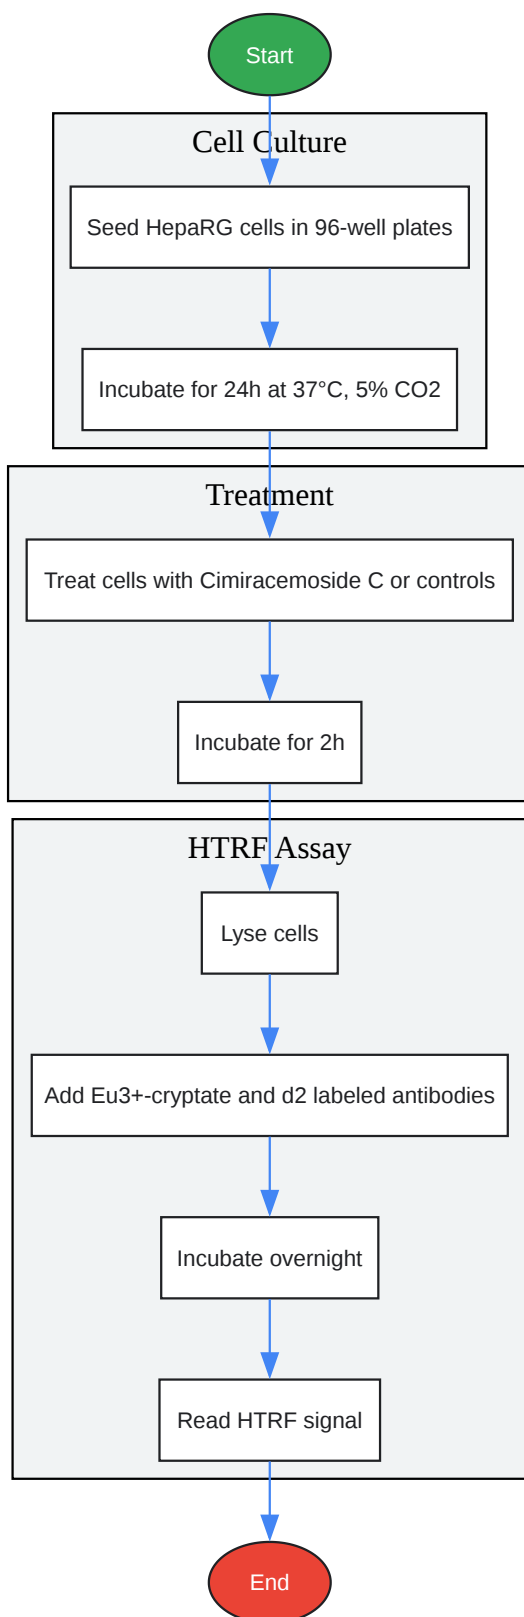 Start
Cell Culture
Seed HepaRG cells in 96-well plates
Incubate for 24h at 37°C, 5% CO2
Treatment
Treat cells with Cimiracemoside C or controls
Incubate for 2h
HTRF Assay
Lyse cells
Add Eu3+-cryptate and d2 labeled antibodies
Incubate overnight
Read HTRF signal
End